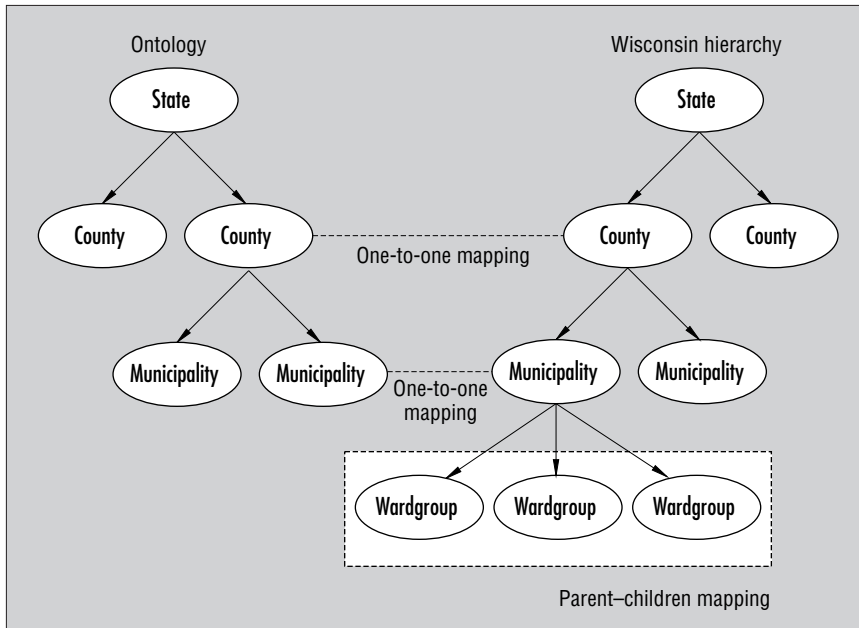 Ontology
Wisconsin hierarchy
State
State
County
County
County
County
One-to-one mapping
Municipality
Municipality
Municipality
Municipality
One-to-one
mapping
Wardgroup
Wardgroup
Wardgroup
Parent–children mapping